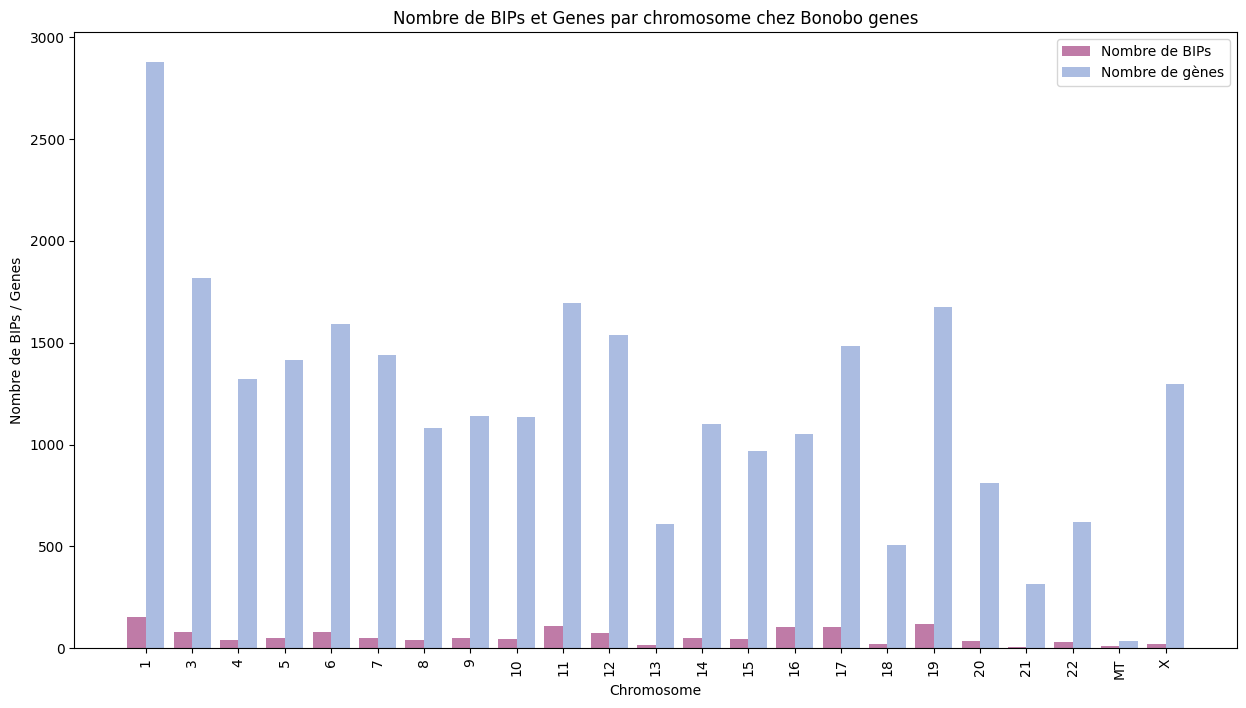 Nombre de BIPs et Genes par chromosome chez Bonobo genes
Nombre de BIPs
Nombre de gènes
Nombre de BIPs / Genes
3000
2500
2000
1500
1000
500
0
1 3 4 5 6 7 8 9 10 11 12 13 14 15 16 17 18 19 20 21 22 MT X
Chromosome